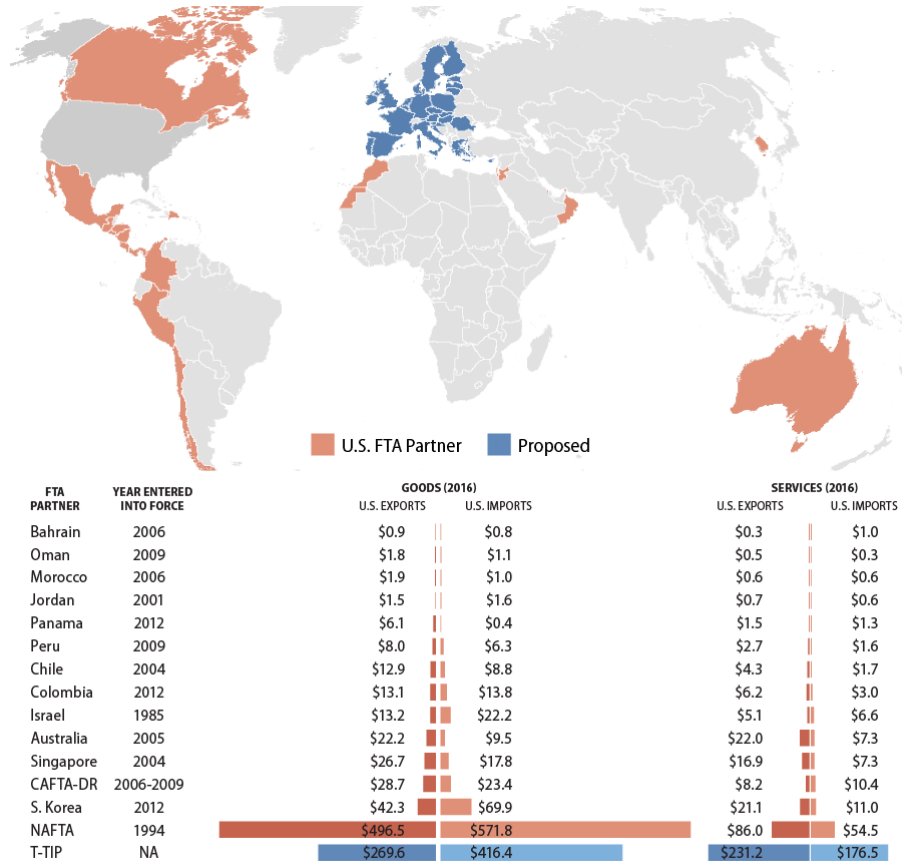 U.S. FTA Partner Proposed
FTA PARTNER YEAR ENTERED INTO FORCE GOODS (2016) U.S. EXPORTS U.S. IMPORTS SERVICES (2016) U.S. EXPORTS U.S. IMPORTS
Bahrain 2006 $0.9 $0.8 $0.3 $1.0
Oman 2009 $1.8 $1.1 $0.5 $0.3
Morocco 2006 $1.9 $1.0 $0.6 $0.6
Jordan 2001 $1.5 $1.6 $0.7 $0.6
Panama 2012 $6.1 $0.4 $1.5 $1.3
Peru 2009 $8.0 $6.3 $2.7 $1.6
Chile 2004 $12.9 $8.8 $4.3 $1.7
Colombia 2012 $13.1 $13.8 $6.2 $3.0
Israel 1985 $13.2 $22.2 $5.1 $6.6
Australia 2005 $22.2 $9.5 $22.0 $7.3
Singapore 2004 $26.7 $17.8 $16.9 $7.3
CAFTA-DR 2006-2009 $28.7 $23.4 $8.2 $10.4
S. Korea 2012 $42.3 $69.9 $21.1 $11.0
NAFTA 1994 $496.5 $571.8 $86.0 $54.5
T-TIP NA $269.6 $416.4 $231.2 $176.5